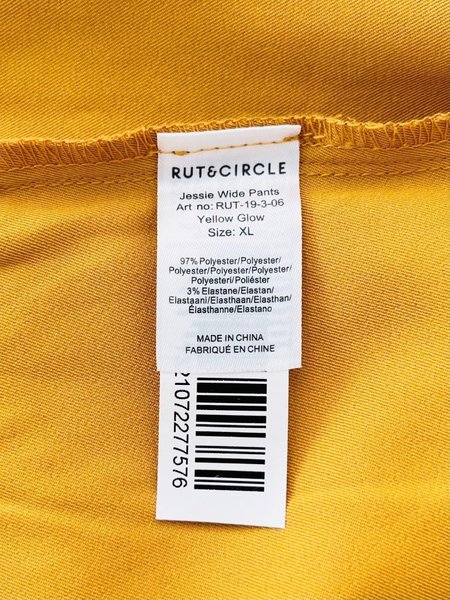 RUT&CIRCLE
Jessie Wide Pants
Art no: RUT-19-3-06
Yellow Glow
Size: XL
97% Polyester/Polyester/
Polyester/Polyester/Polyester/
Polyesteri/Poliéster
3% Elastane/Elastan/
Elastaani/Elasthaan/Elasthan/
Élasthanne/Elastano
MADE IN CHINA
FABRIQUÉ EN CHINE
21072277576